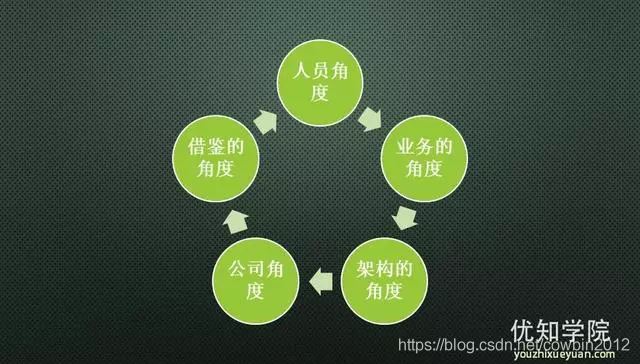 人员角
度
业务的
角度
架构的
角度
公司角
度
借鉴的
角度
优知学院
https://blog.csdn.net/cowbin2012
youzhixueyuan.com